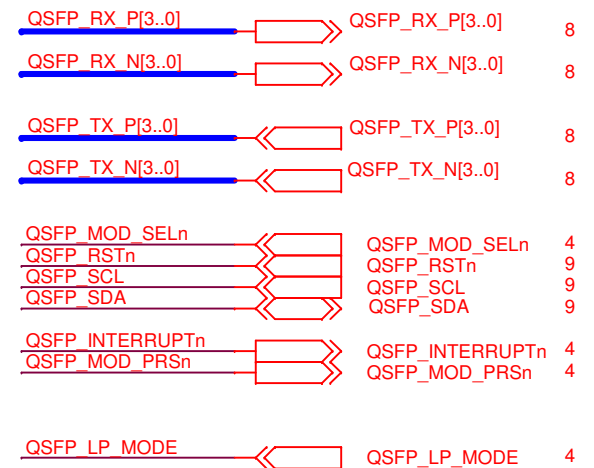 QSFP_RX_P[3..0] QSFP_RX_P[3..0] 8
QSFP_RX_N[3..0] QSFP_RX_N[3..0] 8
QSFP_TX_P[3..0] QSFP_TX_P[3..0] 8
QSFP_TX_N[3..0] QSFP_TX_N[3..0] 8
QSFP_MOD_SELn QSFP_MOD_SELn 4
QSFP_RSTn QSFP_RSTn 9
QSFP_SCL QSFP_SCL 9
QSFP_SDA QSFP_SDA 9
QSFP_INTERRUPTn QSFP_INTERRUPTn 4
QSFP_MOD_PRSn QSFP_MOD_PRSn 4
QSFP_LP_MODE QSFP_LP_MODE 4